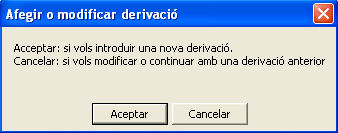 Afegir o modificar derivació
Acceptar: si vols introduir una nova derivació.
Cancelar: si vols modificar o continuar amb una derivació anterior
Aceptar
Cancelar